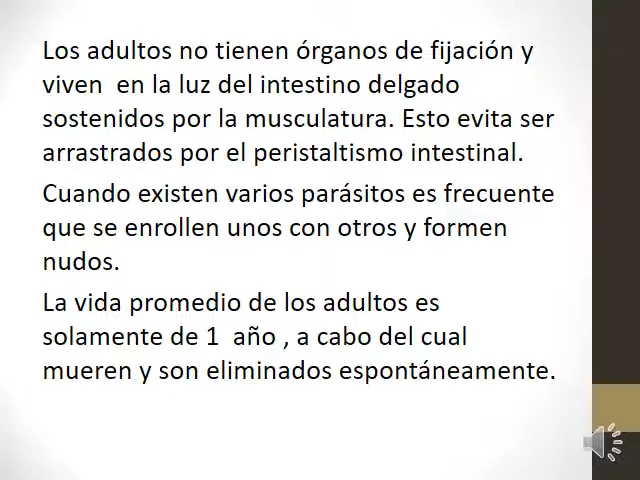 Los adultos no tienen órganos de fijación y
viven en la luz del intestino delgado
sostenidos por la musculatura. Esto evita ser
arrastrados por el peristaltismo intestinal.
Cuando existen varios parásitos es frecuente
que se enrollen unos con otros y formen
nudos.
La vida promedio de los adultos es
solamente de 1 año , a cabo del cual
mueren y son eliminados espontáneamente.